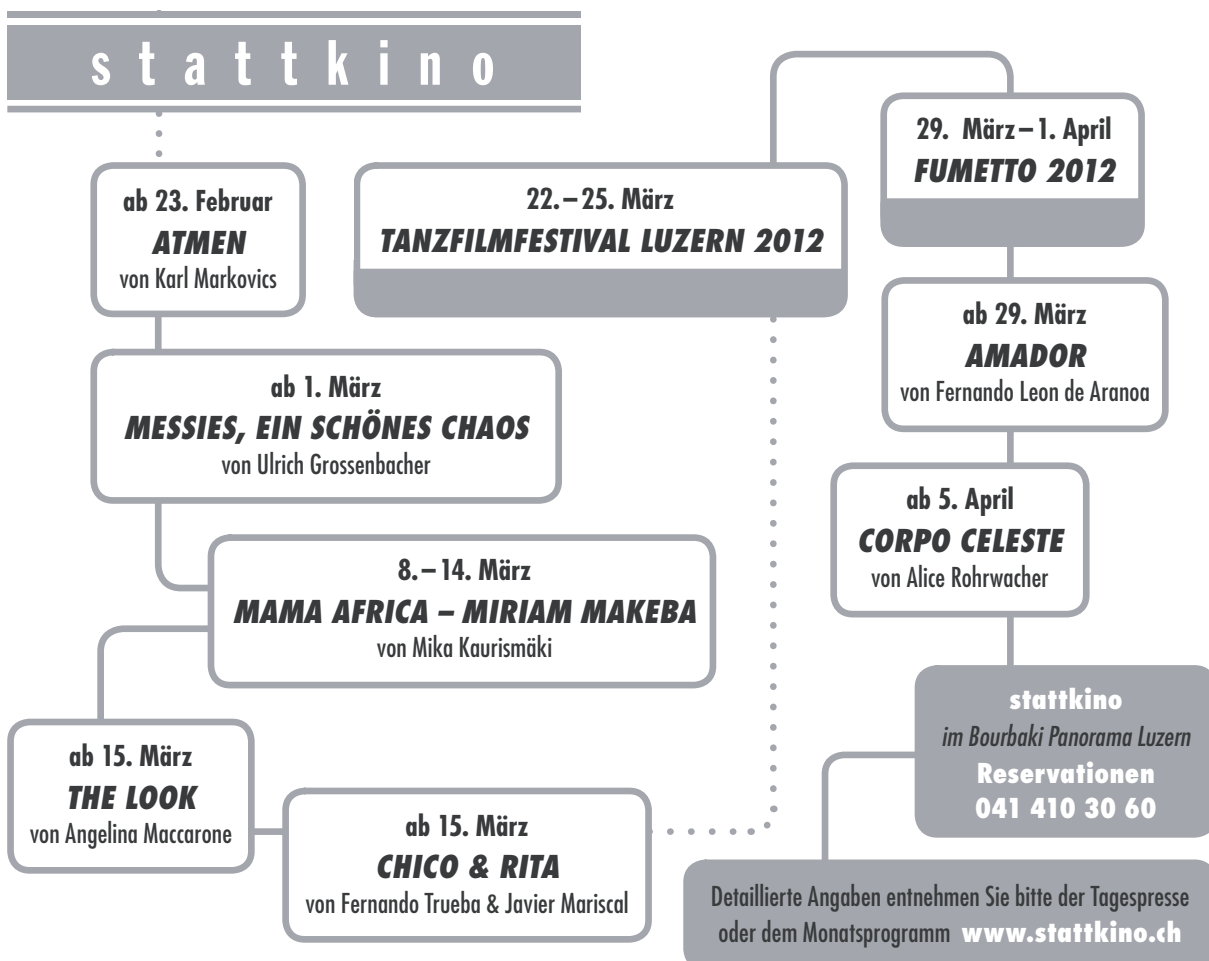 stattkino
ab 23. Februar
ATMEN
von Karl Markovics
ab 1. März
MESSIES, EIN SCHÖNES CHAOS
von Ulrich Grossenbacher
8.–14. März
MAMA AFRICA – MIRIAM MAKEBA
von Mika Kaurismäki
ab 15. März
THE LOOK
von Angelina Maccarone
ab 15. März
CHICO & RITA
von Fernando Trueba & Javier Mariscal
22.–25. März
TANZFILMFESTIVAL LUZERN 2012
29. März–1. April
FUMETTO 2012
ab 29. März
AMADOR
von Fernando Leon de Aranoa
ab 5. April
CORPO CELESTE
von Alice Rohrwacher
stattkino
im Bourbaki Panorama Luzern
Reservationen
041 410 30 60
Detaillierte Angaben entnehmen Sie bitte der Tagespresse
oder dem Monatsprogramm www.stattkino.ch